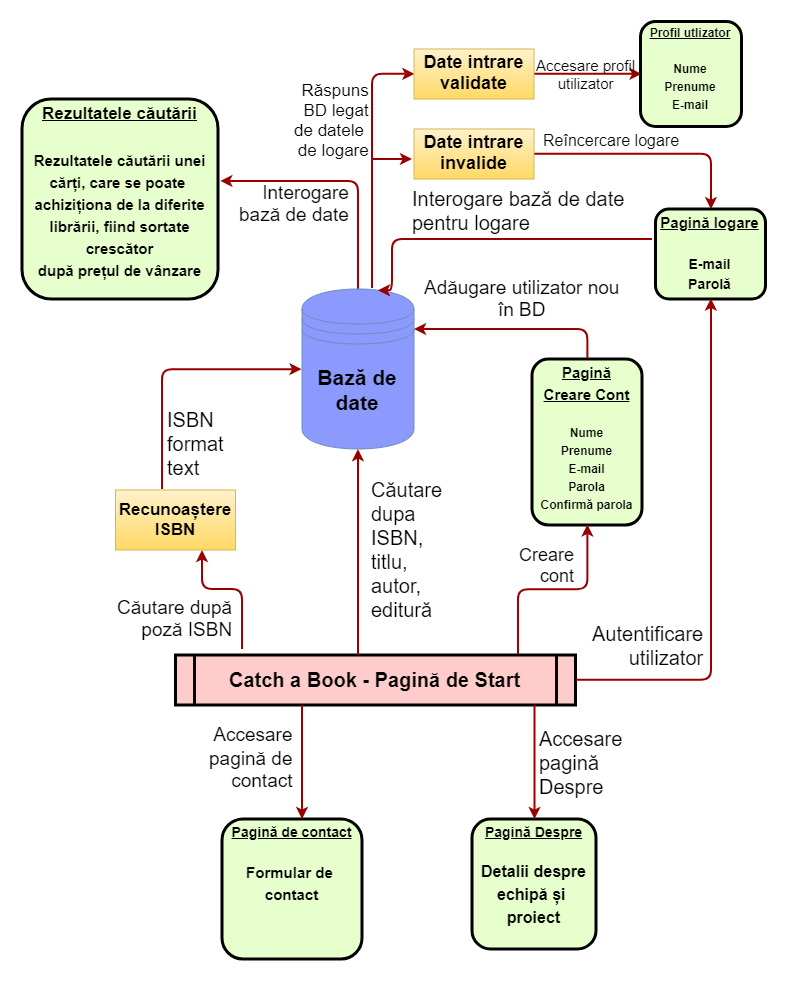 Profil utlizator
Nume
Prenume
E-mail
Date intrare
validate
Accesare profil
utilizator
Răspuns
BD legat
de datele
de logare
Rezultatele căutării
Rezultatele căutării unei
cărți, care se poate
achiziționa de la diferite
librării, fiind sortate
crescător
după prețul de vânzare
Date intrare
invalide
Reîncercare logare
Interogare
bază de date
Interogare bază de date
pentru logare
Pagină logare
E-mail
Parolă
Adăugare utilizator nou
în BD
Bază de
date
Pagină
Creare Cont
Nume
Prenume
E-mail
Parola
Confirmă parola
ISBN
format
text
Recunoaștere
ISBN
Căutare
dupa
ISBN,
titlu,
autor,
editură
Creare
cont
Căutare după
poză ISBN
Autentificare
utilizator
Catch a Book - Pagină de Start
Accesare
pagină de
contact
Accesare
pagină
Despre
Pagină de contact
Formular de
contact
Pagină Despre
Detalii despre
echipă și
proiect